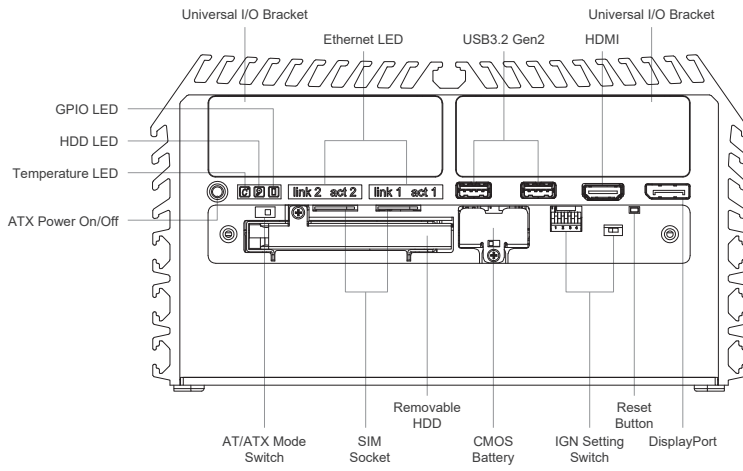 Universal I/O Bracket
Universal I/O Bracket
Ethernet LED
USB3.2 Gen2
HDMI
GPIO LED
HDD LED
Temperature LED
ATX Power On/Off
link 2 act 2
link 1 act 1
Removable
HDD
Reset
Button
AT/ATX Mode
Switch
SIM
Socket
CMOS
Battery
IGN Setting
Switch
DisplayPort